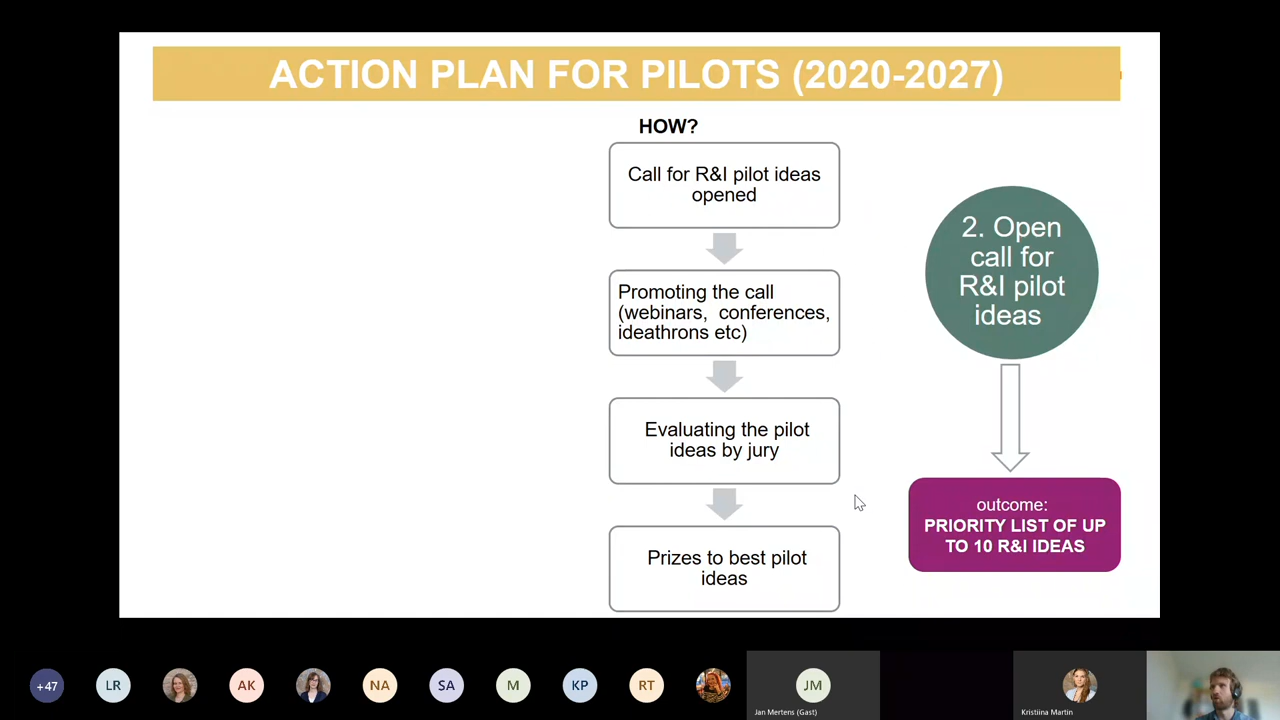 ACTION PLAN FOR PILOTS (2020-2027)
HOW?
Call for R&I pilot ideas
opened
Promoting the call
(webinars, conferences,
ideathrons etc)
Evaluating the pilot
ideas by jury
Prizes to best pilot
ideas
2. Open
call for
R&I pilot
ideas
outcome:
PRIORITY LIST OF UP
TO 10 R&I IDEAS
+47
LR
AK
NA
SA
M
KP
RT
JM
Jan Mertens (Gast)
Kristiina Martin